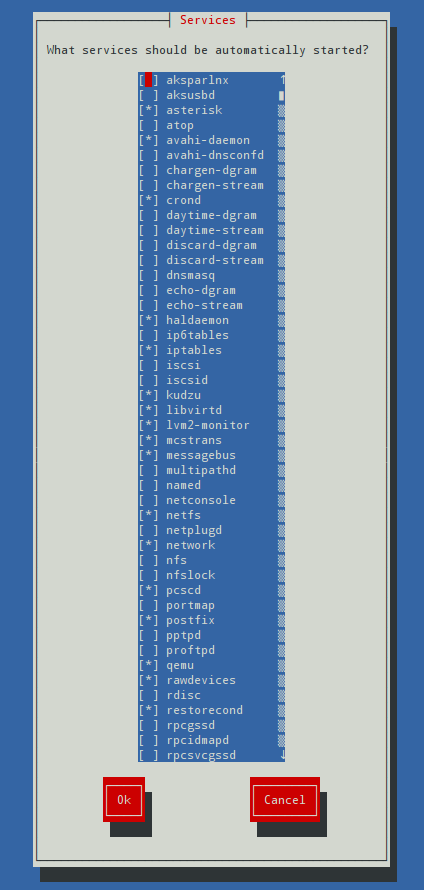 Services
What services should be automatically started?
[ ] aksparlnx ↑
[ ] aksusbd
[*] asterisk
[ ] atop
[*] avahi-daemon
[ ] avahi-dnsconfd
[ ] chargen-dgram
[ ] chargen-stream
[*] crond
[ ] daytime-dgram
[ ] daytime-stream
[ ] discard-dgram
[ ] discard-stream
[ ] dnsmasq
[ ] echo-dgram
[ ] echo-stream
[*] haldaemon
[ ] ip6tables
[*] iptables
[ ] iscsi
[ ] iscsid
[*] kudzu
[*] libvirtd
[*] lvm2-monitor
[*] mcstrans
[*] messagebus
[ ] multipathd
[ ] named
[ ] netconsole
[*] netfs
[ ] netplugd
[*] network
[ ] nfs
[ ] nfslock
[*] pcscd
[ ] portmap
[*] postfix
[ ] pptpd
[ ] proftpd
[*] qemu
[*] rawdevices
[ ] rdisc
[*] restorecond
[ ] rpcgssd
[ ] rpcidmapd
[ ] rpcsvcgssd ↓
Ok Cancel